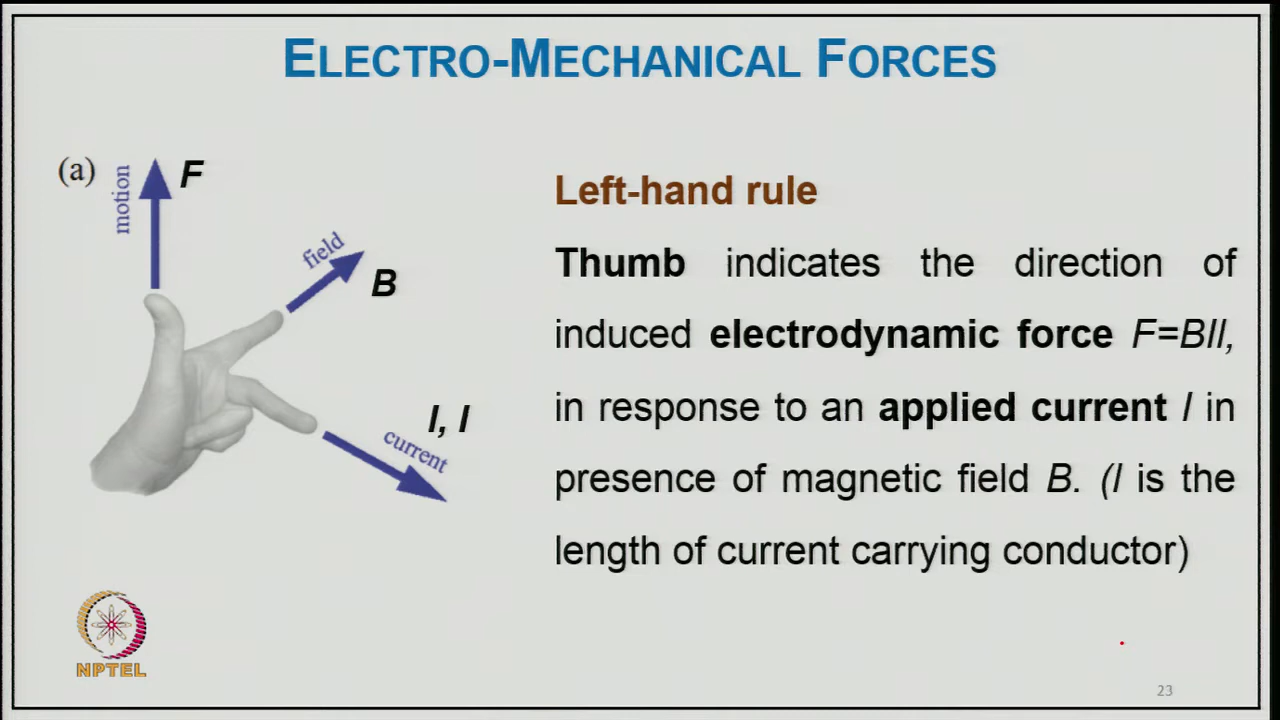 ELECTRO-MECHANICAL FORCES
(a)
motion
F
field
B
I, l
current
Left-hand rule
Thumb indicates the direction of
induced electrodynamic force F=BIl,
in response to an applied current I in
presence of magnetic field B. (l is the
length of current carrying conductor)
NPTEL
23